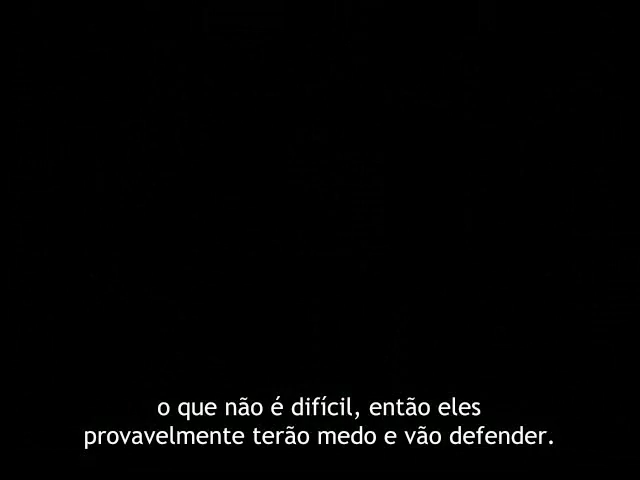 o que não é difícil, então eles
provavelmente terão medo e vão defender.